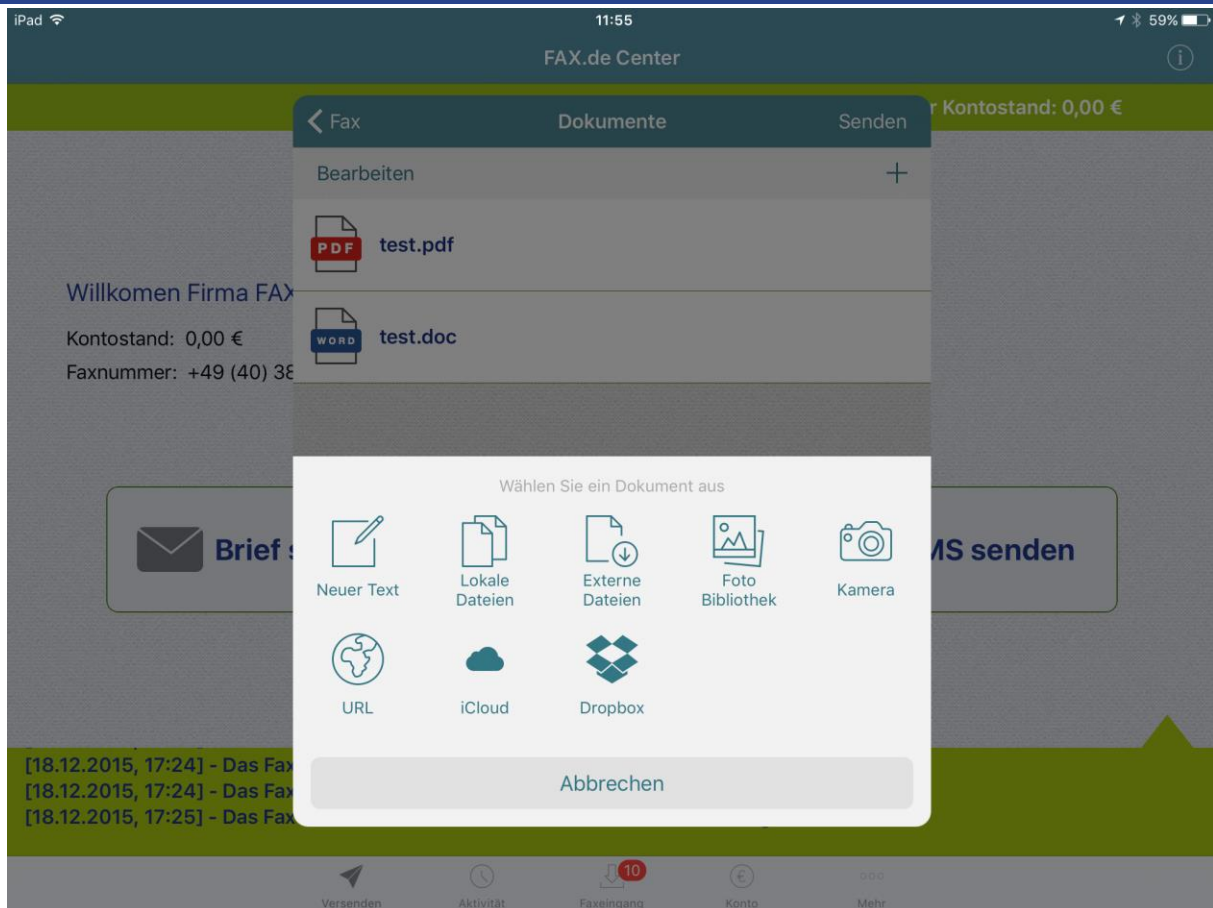 iPad
11:55
59%
FAX.de Center
r Kontostand: 0,00 €
Fax
Dokumente
Senden
Bearbeiten
+
PDF
test.pdf
WORD
test.doc
Willkomen Firma FAX
Kontostand: 0,00 €
Faxnummer: +49 (40) 38
Wählen Sie ein Dokument aus
Brief s
MS senden
Neuer Text
Lokale
Dateien
Externe
Dateien
Foto
Bibliothek
Kamera
URL
iCloud
Dropbox
Abbrechen
[18.12.2015, 17:24] - Das Fax
[18.12.2015, 17:24] - Das Fax
[18.12.2015, 17:25] - Das Fax
10
€
Versenden
Aktivität
Faxeingang
Konto
Mehr